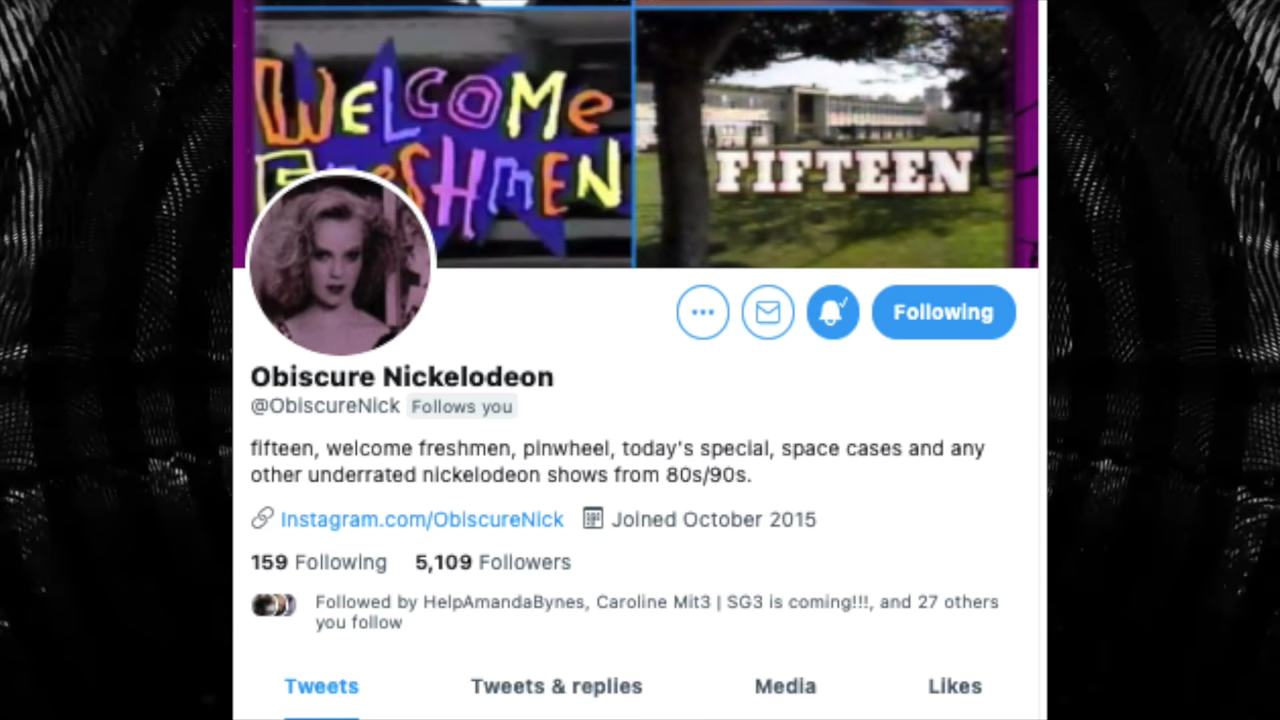 WELCOMe
FReSHMEN
FIFTEEN
Following
Obiscure Nickelodeon
@ObiscureNick Follows you
fifteen, welcome freshmen, pinwheel, today's special, space cases and any
other underrated nickelodeon shows from 80s/90s.
Instagram.com/ObiscureNick Joined October 2015
159 Following 5,109 Followers
Followed by HelpAmandaBynes, Caroline Mit3 | SG3 is coming!!!, and 27 others
you follow
Tweets Tweets & replies Media Likes